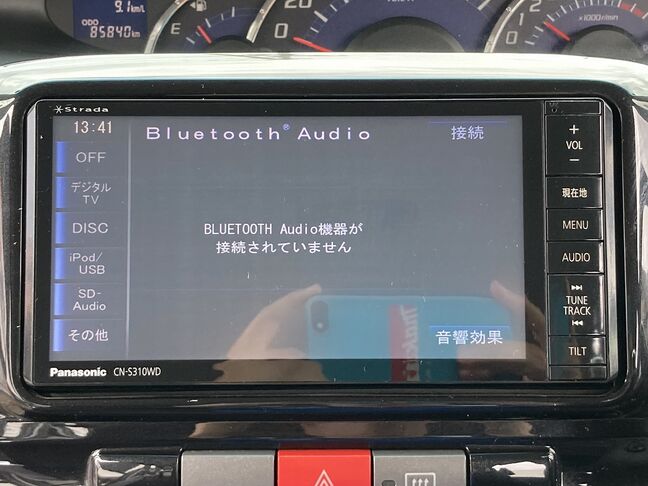 9.1km/L
ODO 85840km
E
20
0
x1000r/min
Strada
13:41
Bluetooth® Audio
接続
OFF
デジタル
TV
DISC
iPod/
USB
SD-
Audio
その他
BLUETOOTH Audio機器が
接続されていません
音響効果
+
VOL
−
現在地
MENU
AUDIO
TUNE
TRACK
TILT
Panasonic CN-S310WD